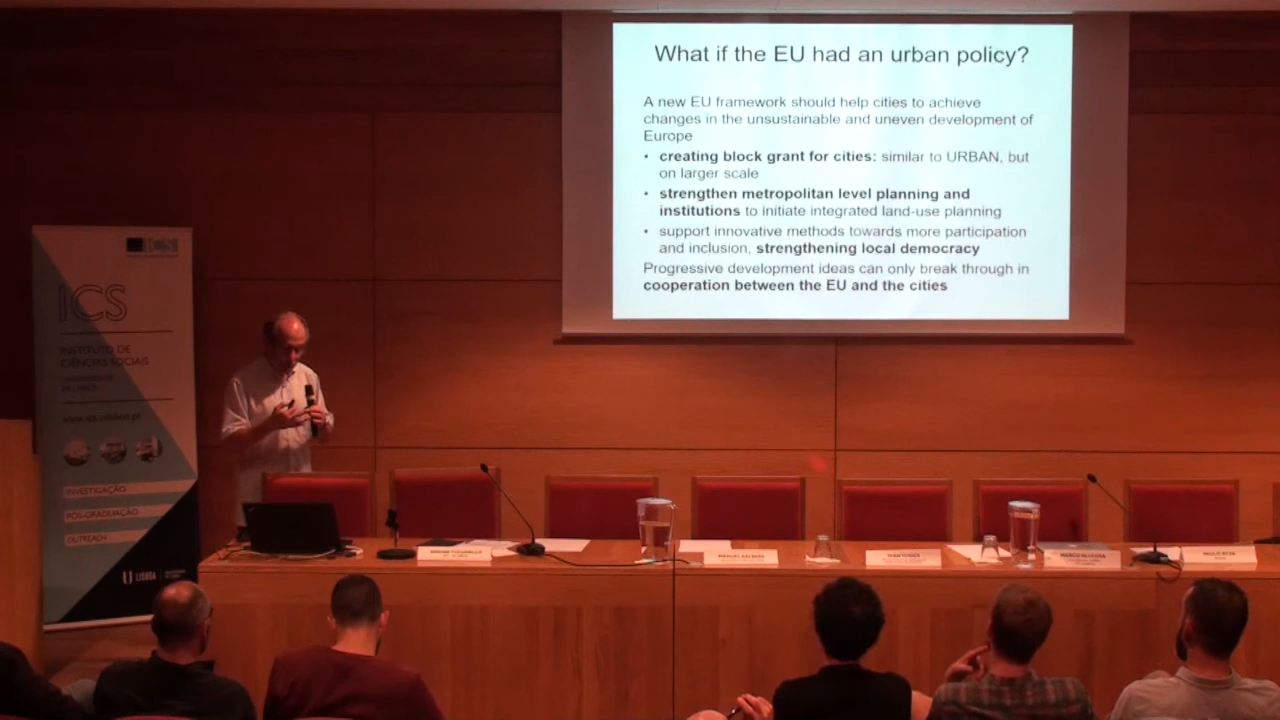 What if the EU had an urban policy?
A new EU framework should help cities to achieve
changes in the unsustainable and uneven development of
Europe
• creating block grant for cities: similar to URBAN, but
on larger scale
• strengthen metropolitan level planning and
institutions to initiate integrated land-use planning
• support innovative methods towards more participation
and inclusion, strengthening local democracy
Progressive development ideas can only break through in
cooperation between the EU and the cities
ICS
ICS
INSTITUTO DE
CIÊNCIAS SOCIAIS
INVESTIGAÇÃO
PÓS-GRADUAÇÃO
OUTREACH
LISBOA